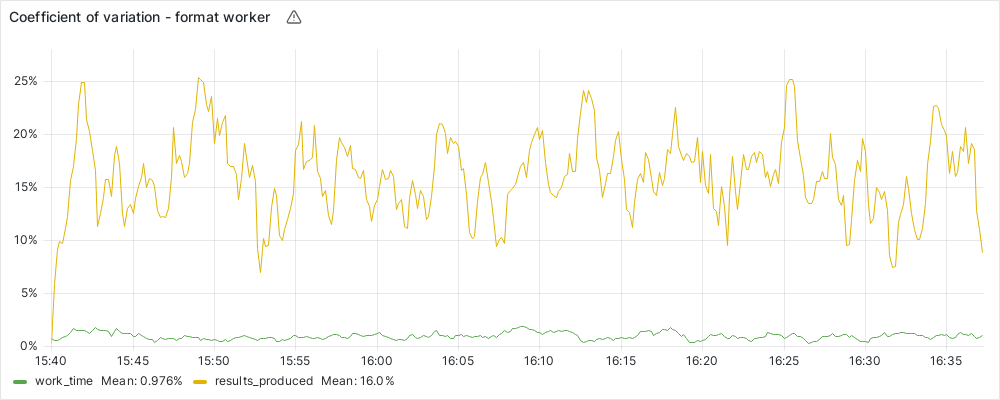 Coefficient of variation - format worker
25%
20%
15%
10%
5%
0%
15:40 15:45 15:50 15:55 16:00 16:05 16:10 16:15 16:20 16:25 16:30 16:35
work_time Mean: 0.976% results_produced Mean: 16.0%